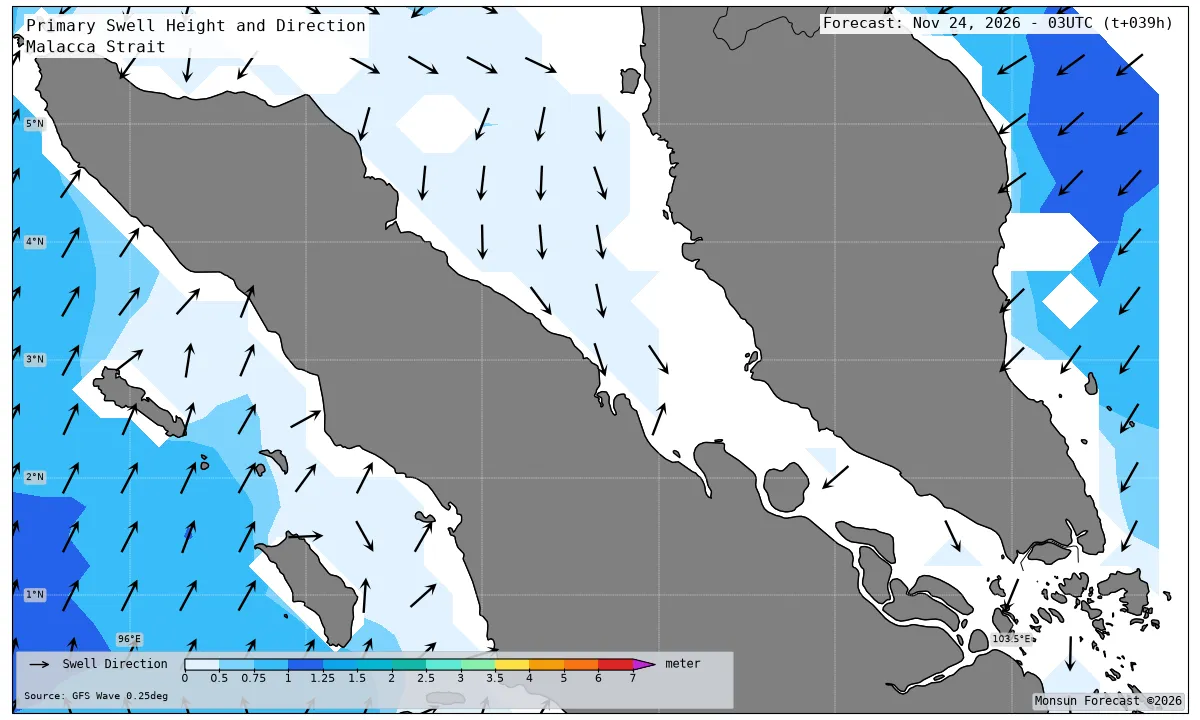 Primary Swell Height and Direction
Malacca Strait
Forecast: Nov 24, 2026 - 03UTC (t+039h)
5°N
4°N
3°N
2°N
1°N
96°E
103.5°E
Swell Direction
meter
0 0.5 0.75 1 1.25 1.5 2 2.5 3 3.5 4 5 6 7
Source: GFS Wave 0.25deg
Monsun Forecast ©2026